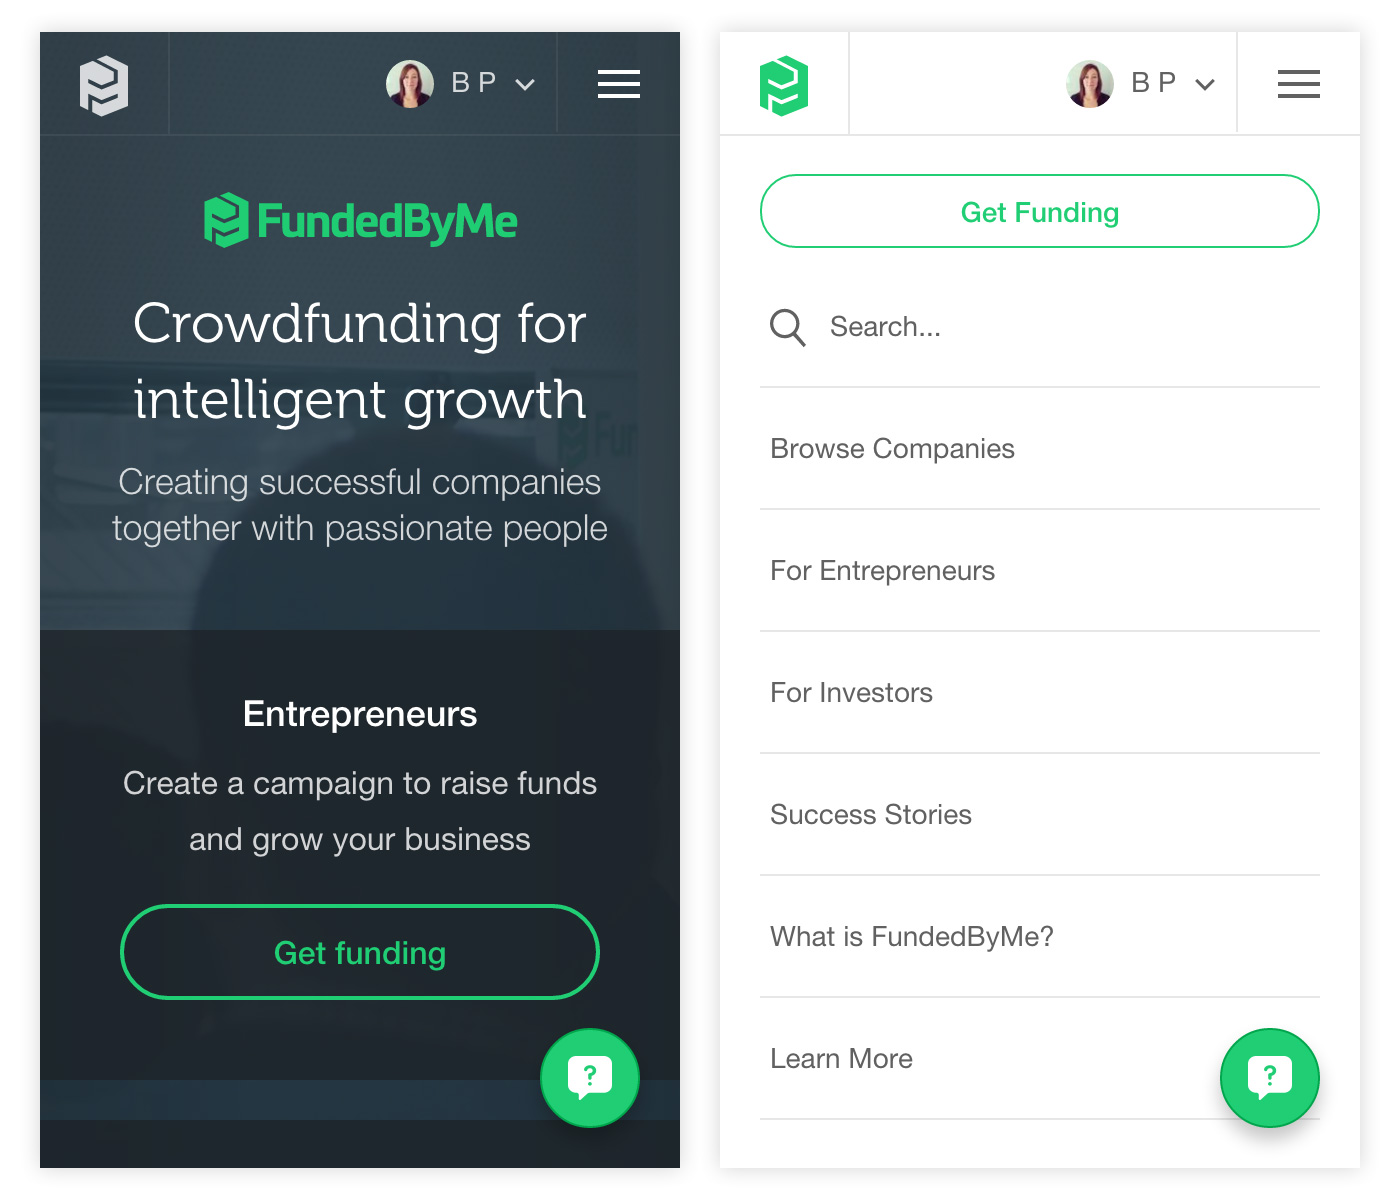 B P
FundedByMe
Crowdfunding for
intelligent growth
Fun
Creating successful companies
together with passionate people
Entrepreneurs
Create a campaign to raise funds
and grow your business
Get funding
?
B P
Get Funding
Search...
Browse Companies
For Entrepreneurs
For Investors
Success Stories
What is FundedByMe?
Learn More
?